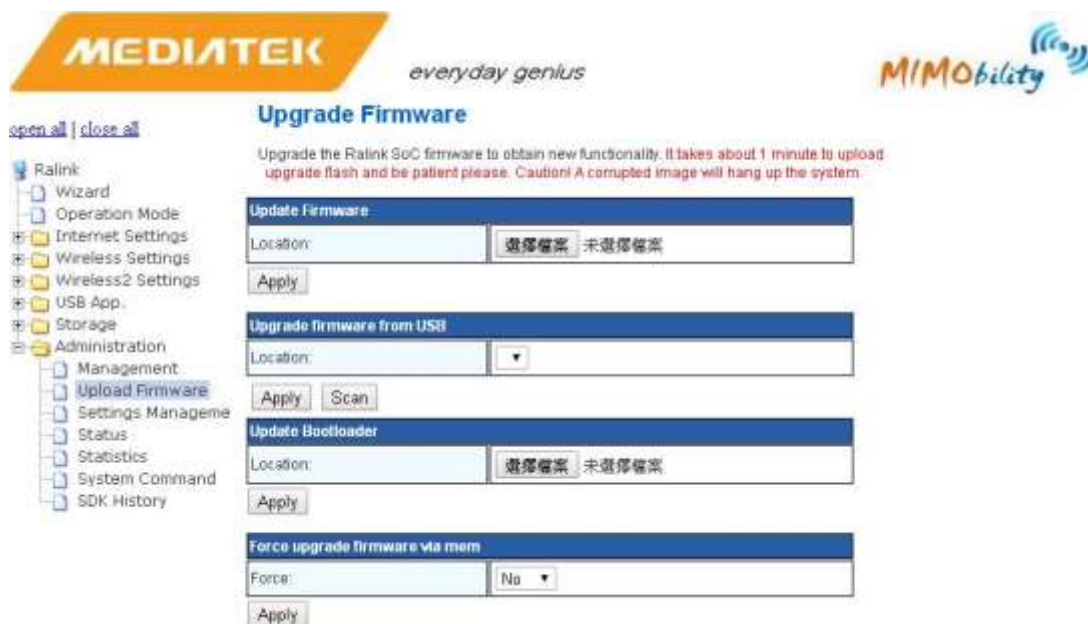 MEDIATEK
everyday genius
MIMObility
open all | close all
Ralink
Wizard
Operation Mode
Internet Settings
Wireless Settings
Wireless2 Settings
USB App.
Storage
Administration
Management
Upload Firmware
Settings Manageme
Status
Statistics
System Command
SDK History
Upgrade Firmware
Upgrade the Ralink SoC firmware to obtain new functionality. It takes about 1 minute to upload
upgrade flash and be patient please. Caution! A corrupted image will hang up the system.
Update Firmware
Location: 選擇檔案 未選擇檔案
Apply
Upgrade firmware from USB
Location:
Apply Scan
Update Bootloader
Location: 選擇檔案 未選擇檔案
Apply
Force upgrade firmware via mem
Force: No
Apply